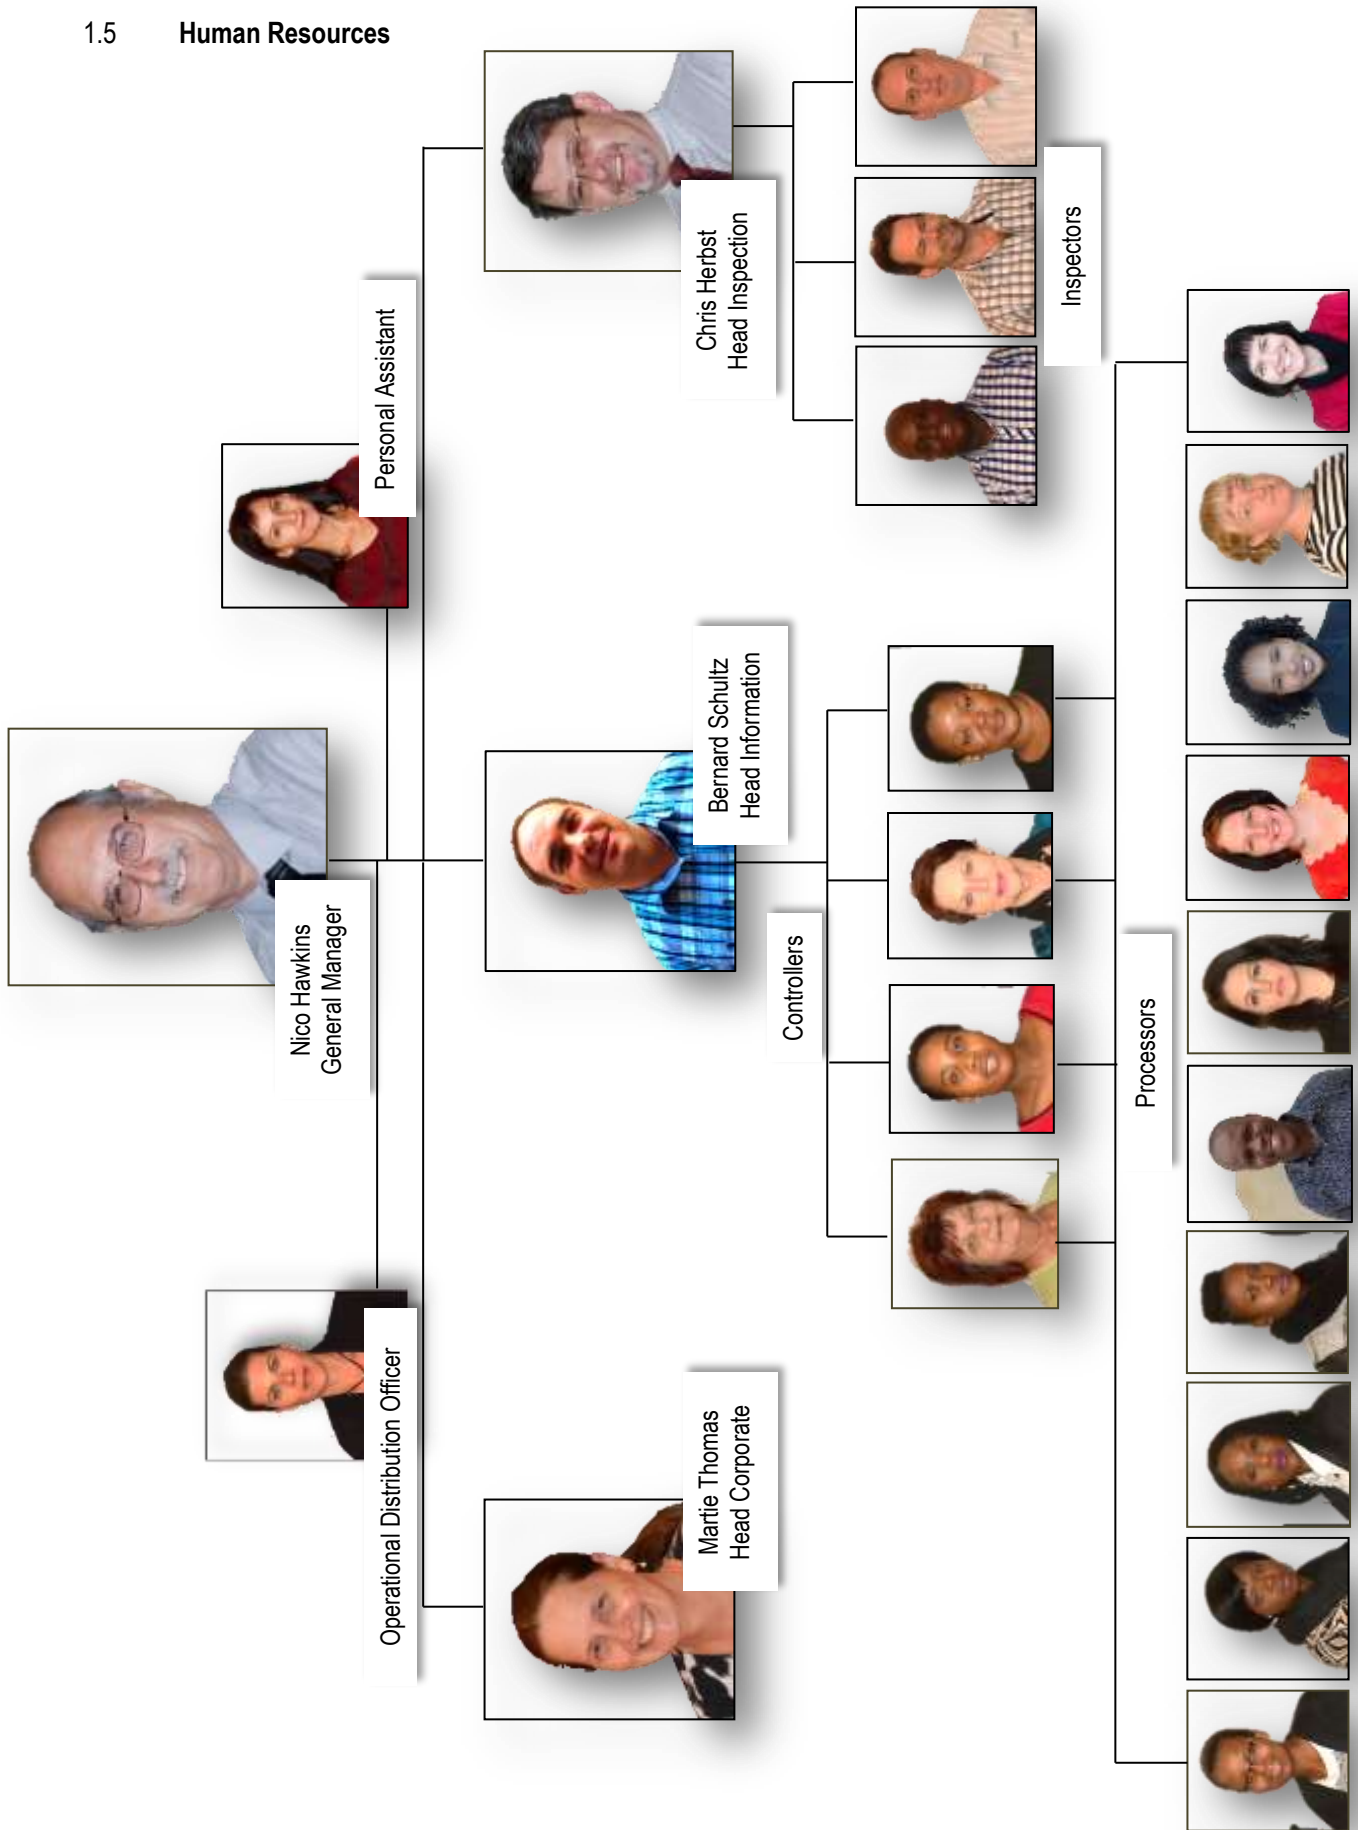 1.5 Human Resources
Nico Hawkins
General Manager
Operational Distribution Officer
Personal Assistant
Martie Thomas
Head Corporate
Bernard Schultz
Head Information
Chris Herbst
Head Inspection
Controllers
Inspectors
Processors